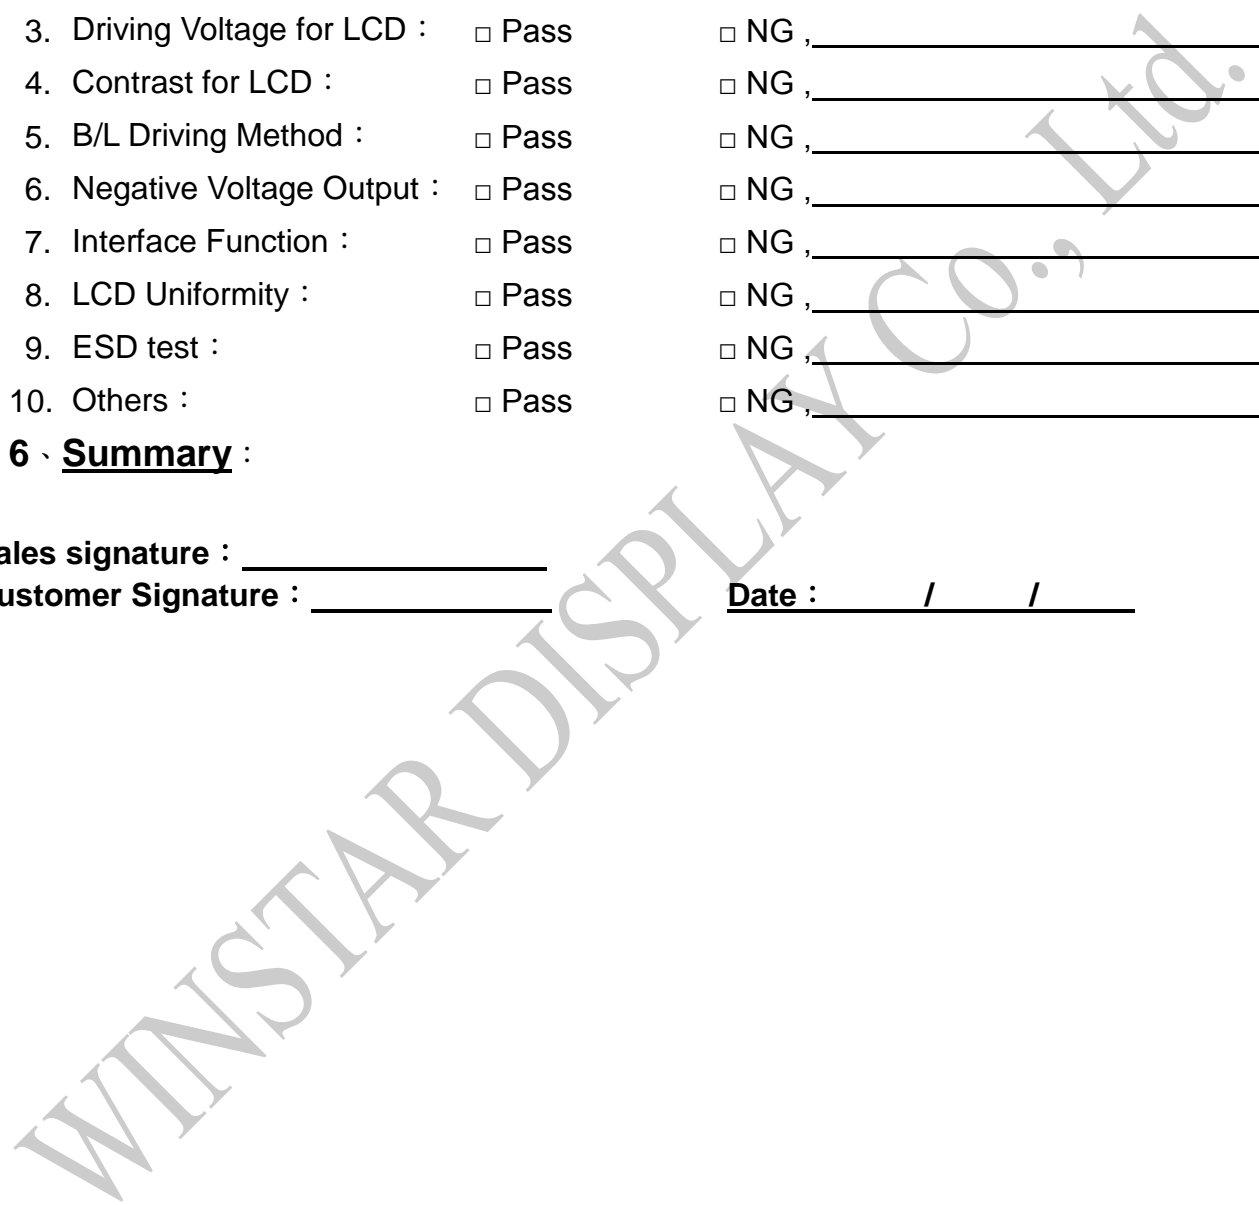 3. Driving Voltage for LCD： □ Pass □ NG ,
4. Contrast for LCD： □ Pass □ NG ,
5. B/L Driving Method： □ Pass □ NG ,
6. Negative Voltage Output： □ Pass □ NG ,
7. Interface Function： □ Pass □ NG ,
8. LCD Uniformity： □ Pass □ NG ,
9. ESD test： □ Pass □ NG ,
10. Others： □ Pass □ NG ,
6、Summary：
ales signature：
ustomer Signature： Date： / /
WINSTAR DISPLAY Co., Ltd.